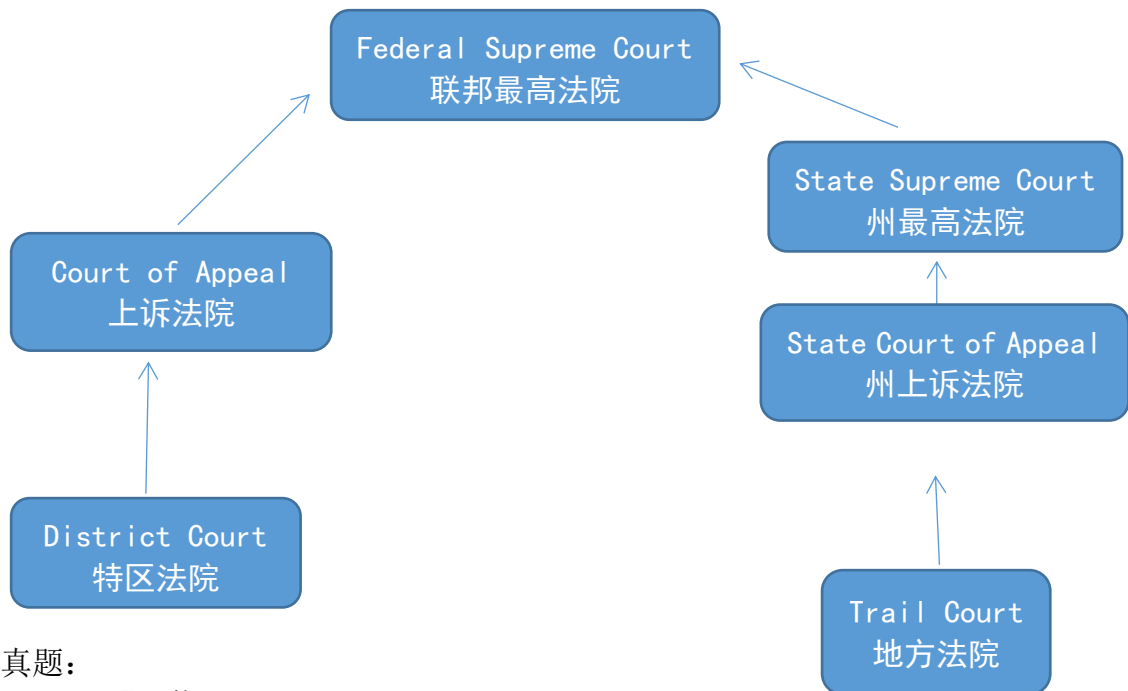 Federal Supreme Court
联邦最高法院
State Supreme Court
州最高法院
Court of Appeal
上诉法院
State Court of Appeal
州上诉法院
District Court
特区法院
Trail Court
地方法院
真题：